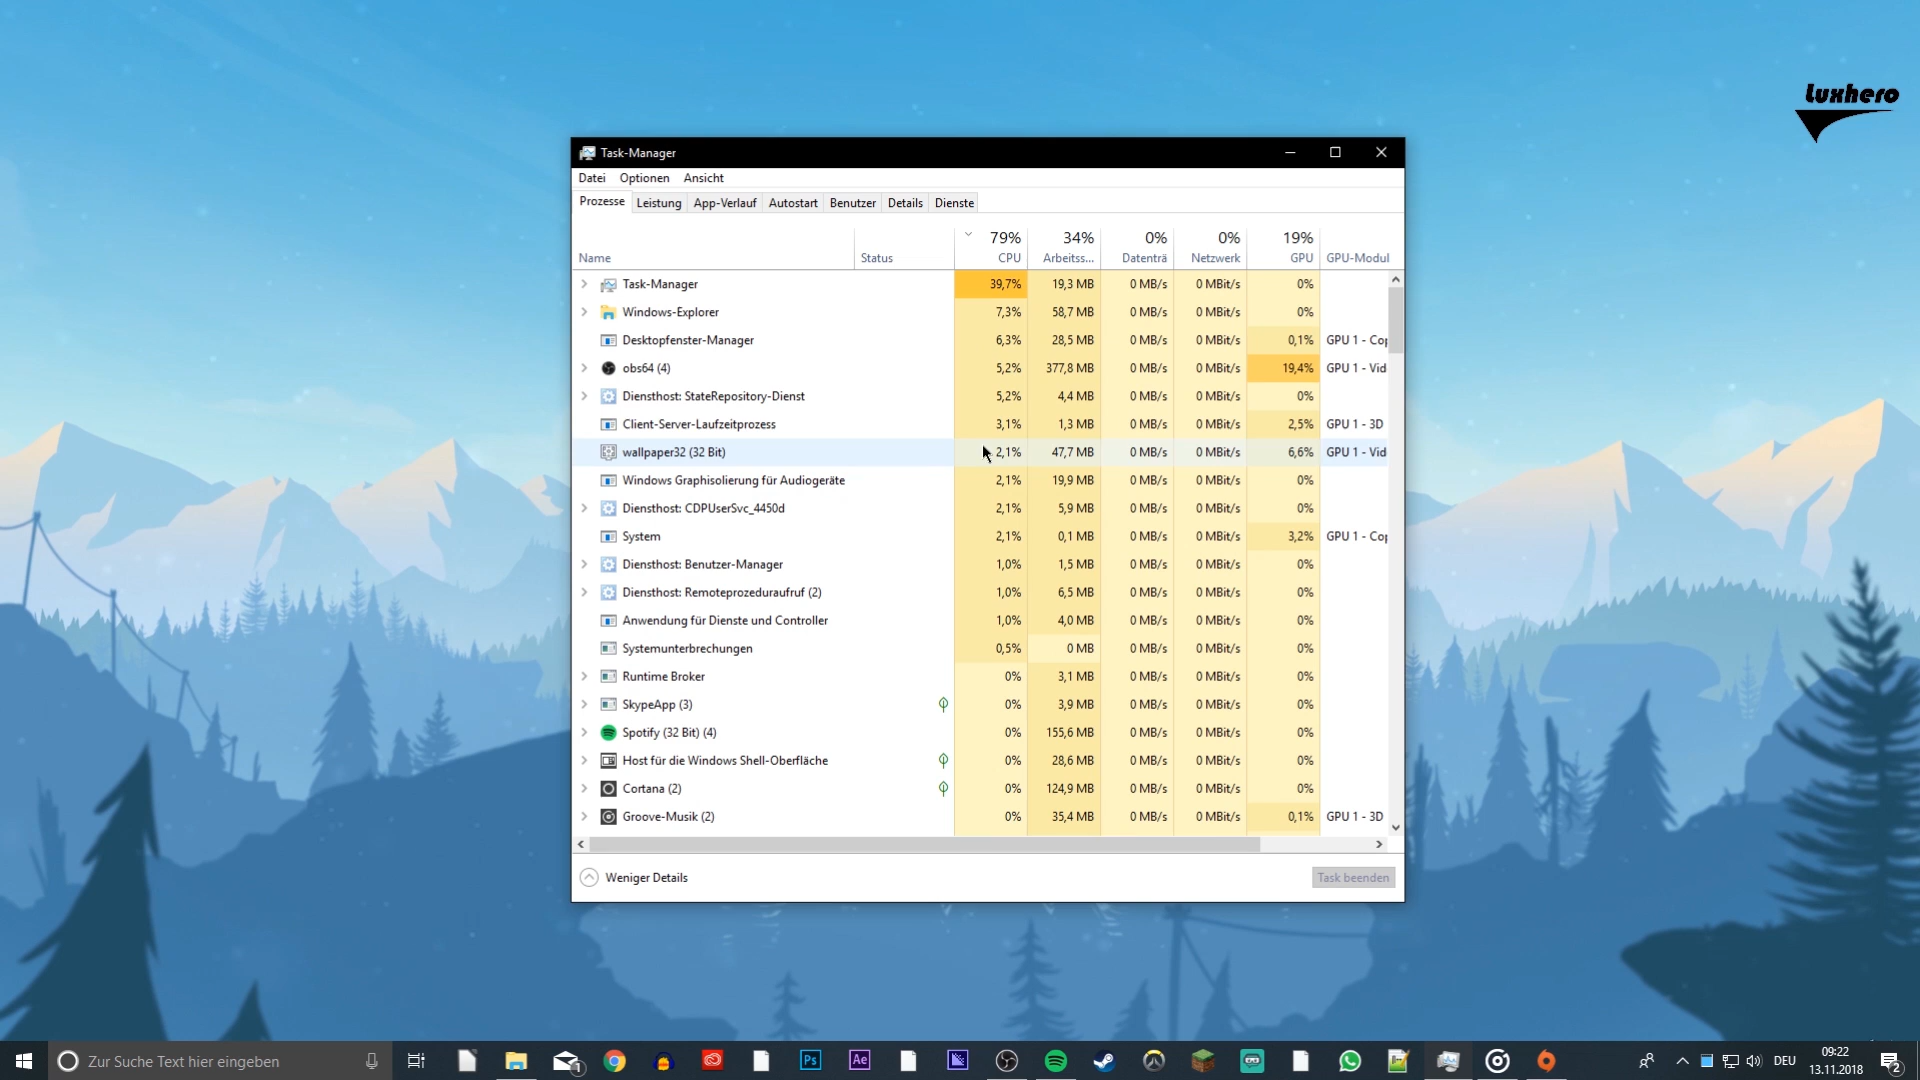 luxhero
Task-Manager
Datei Optionen Ansicht
Prozesse Leistung App-Verlauf Autostart Benutzer Details Dienste
79% 34% 0% 0% 19%
Name Status CPU Arbeitss... Datenträ Netzwerk GPU GPU-Modul
Task-Manager 39,7% 19,3 MB 0 MB/s 0 MBit/s 0%
Windows-Explorer 7,3% 58,7 MB 0 MB/s 0 MBit/s 0%
Desktopfenster-Manager 6,3% 28,5 MB 0 MB/s 0 MBit/s 0,1% GPU 1 - Cop
obs64 (4) 5,2% 377,8 MB 0 MB/s 0 MBit/s 19,4% GPU 1 - Vid
Diensthost: StateRepository-Dienst 5,2% 4,4 MB 0 MB/s 0 MBit/s 0%
Client-Server-Laufzeitprozess 3,1% 1,3 MB 0 MB/s 0 MBit/s 2,5% GPU 1 - 3D
wallpaper32 (32 Bit) 2,1% 47,7 MB 0 MB/s 0 MBit/s 6,6% GPU 1 - Vid
Windows Graphisolierung für Audiogeräte 2,1% 19,9 MB 0 MB/s 0 MBit/s 0%
Diensthost: CDPUserSvc_4450d 2,1% 5,9 MB 0 MB/s 0 MBit/s 0%
System 2,1% 0,1 MB 0 MB/s 0 MBit/s 3,2% GPU 1 - Cop
Diensthost: Benutzer-Manager 1,0% 1,5 MB 0 MB/s 0 MBit/s 0%
Diensthost: Remoteprozeduraufruf (2) 1,0% 6,5 MB 0 MB/s 0 MBit/s 0%
Anwendung für Dienste und Controller 1,0% 4,0 MB 0 MB/s 0 MBit/s 0%
Systemunterbrechungen 0,5% 0 MB 0 MB/s 0 MBit/s 0%
Runtime Broker 0% 3,1 MB 0 MB/s 0 MBit/s 0%
SkypeApp (3) 0% 3,9 MB 0 MB/s 0 MBit/s 0%
Spotify (32 Bit) (4) 0% 155,6 MB 0 MB/s 0 MBit/s 0%
Host für die Windows Shell-Oberfläche 0% 28,6 MB 0 MB/s 0 MBit/s 0%
Cortana (2) 0% 124,9 MB 0 MB/s 0 MBit/s 0%
Groove-Musik (2) 0% 35,4 MB 0 MB/s 0 MBit/s 0,1% GPU 1 - 3D
Weniger Details Task beenden
Zur Suche Text hier eingeben 1 Ps Ae DEU 09:22 2
13.11.2018